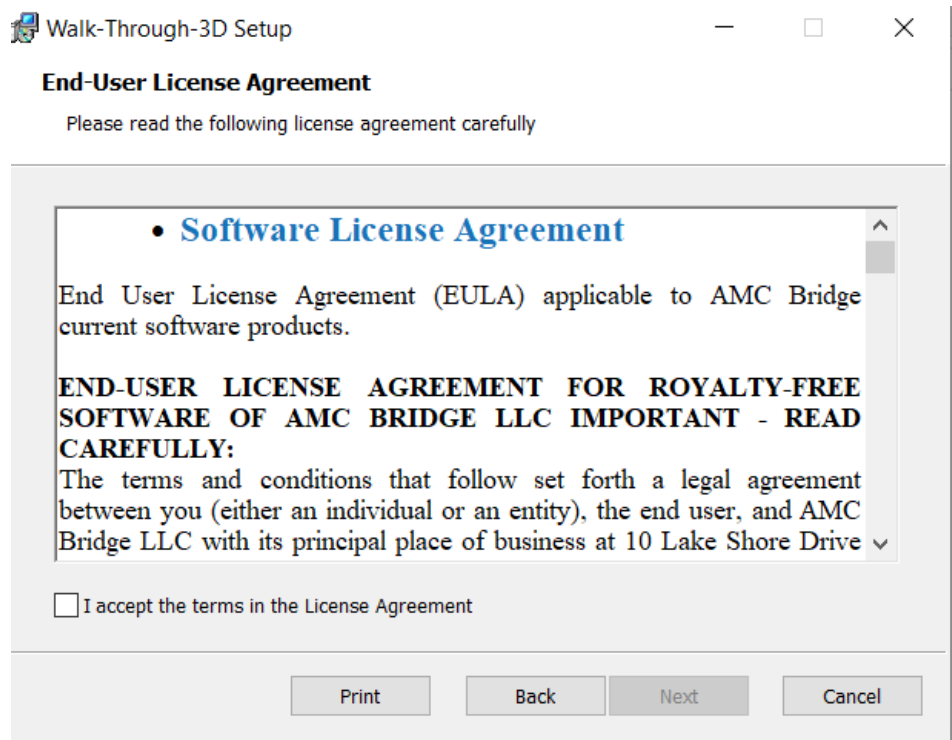 Walk-Through-3D Setup
End-User License Agreement
Please read the following license agreement carefully
• Software License Agreement
End User License Agreement (EULA) applicable to AMC Bridge
current software products.
END-USER LICENSE AGREEMENT FOR ROYALTY-FREE
SOFTWARE OF AMC BRIDGE LLC IMPORTANT - READ
CAREFULLY:
The terms and conditions that follow set forth a legal agreement
between you (either an individual or an entity), the end user, and AMC
Bridge LLC with its principal place of business at 10 Lake Shore Drive
I accept the terms in the License Agreement
Print Back Next Cancel